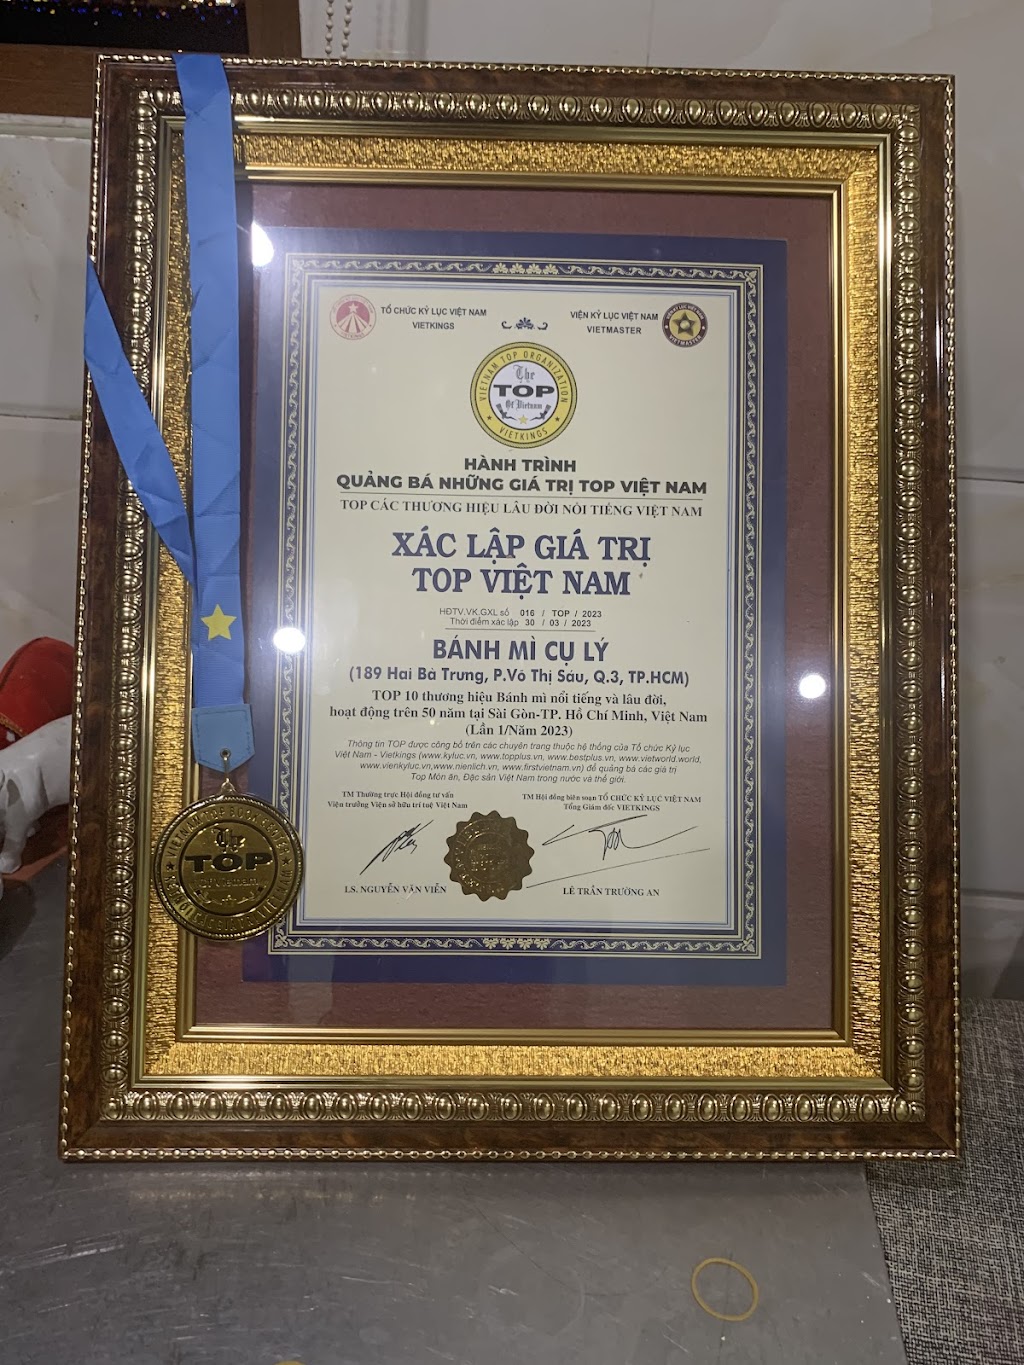 TỔ CHỨC KỶ LỤC VIỆT NAM
VIETKINGS
VIỆN KỶ LỤC VIỆT NAM
VIETMASTER
VIETNAM TOP ORGANIZATION
The
TOP
Of Vietnam
VIETKINGS
HÀNH TRÌNH
QUẢNG BÁ NHỮNG GIÁ TRỊ TOP VIỆT NAM
TOP CÁC THƯƠNG HIỆU LÂU ĐỜI NỔI TIẾNG VIỆT NAM
XÁC LẬP GIÁ TRỊ
TOP VIỆT NAM
HĐTV.VK.GXL số 016 / TOP / 2023
Thời điểm xác lập 30 / 03 / 2023
BÁNH MÌ CỤ LÝ
(189 Hai Bà Trưng, P.Võ Thị Sáu, Q.3, TP.HCM)
TOP 10 thương hiệu Bánh mì nổi tiếng và lâu đời,
hoạt động trên 50 năm tại Sài Gòn-TP. Hồ Chí Minh, Việt Nam
(Lần 1/Năm 2023)
Thông tin TOP được công bố trên các chuyên trang thuộc hệ thống của Tổ chức Kỷ lục
Việt Nam - Vietkings (www.kyluc.vn, www.topplus.vn, www.bestplus.vn, www.vietworld.world,
www.vienkyluc.vn,www.nienlich.vn, www.firstvietnam.vn) để quảng bá các giá trị
Top Món ăn, Đặc sản Việt Nam trong nước và thế giới.
TM Thường trực Hội đồng tư vấn
Viện trưởng Viện sở hữu trí tuệ Việt Nam
TM Hội đồng biên soạn TỔ CHỨC KỶ LỤC VIỆT NAM
Tổng Giám đốc VIETKINGS
LS. NGUYỄN VĂN VIỄN
LÊ TRẦN TRƯỜNG AN
The
TOP
Of Vietnam